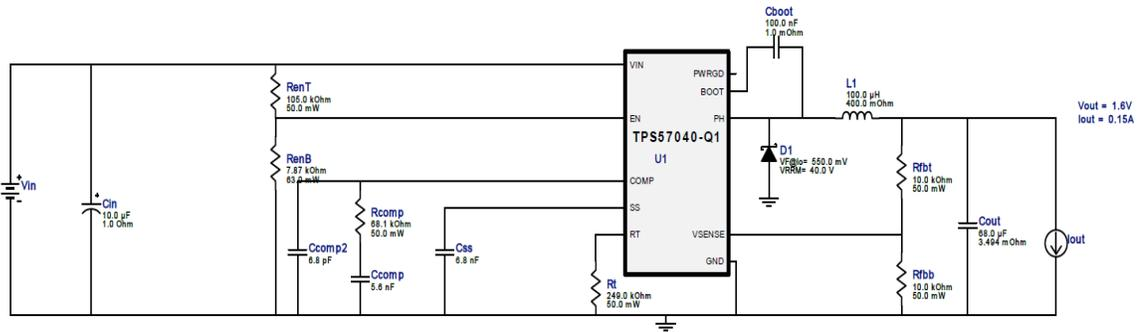 Cboot
100.0 nF
1.0 mOhm
VIN
PWRGD
BOOT
RenT
105.0 kOhm
50.0 mW
L1
100.0 µH
400.0 mOhm
Vout = 1.6V
Iout = 0.15A
EN
PH
TPS57040-Q1
U1
D1
VF@Io= 550.0 mV
VRRM= 40.0 V
RenB
7.87 kOhm
63.0 mW
Rfbt
10.0 kOhm
50.0 mW
Vin
COMP
Cin
10.0 µF
1.0 Ohm
Rcomp
68.1 kOhm
50.0 mW
SS
Cout
68.0 µF
3.494 mOhm
RT
VSENSE
Iout
Ccomp2
6.8 pF
Css
6.8 nF
GND
Ccomp
5.6 nF
Rt
249.0 kOhm
50.0 mW
Rfbb
10.0 kOhm
50.0 mW